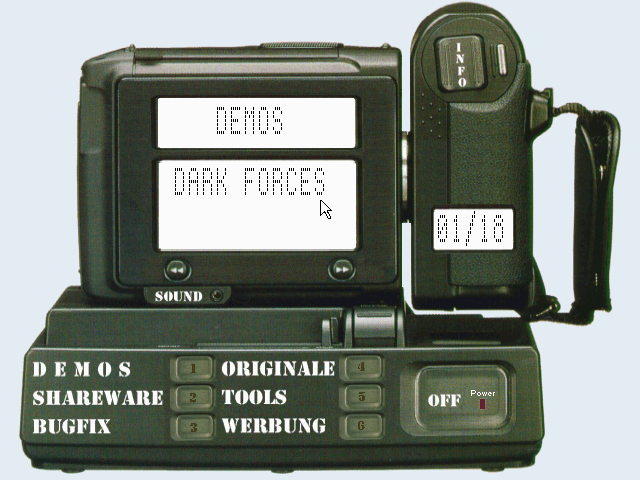 DEMOS
DARK FORCES
INFO
01/16
SOUND
DEMOS 1
SHAREWARE 2
BUGFIX 3
ORIGINALE 4
TOOLS 5
WERBUNG 6
OFF Power